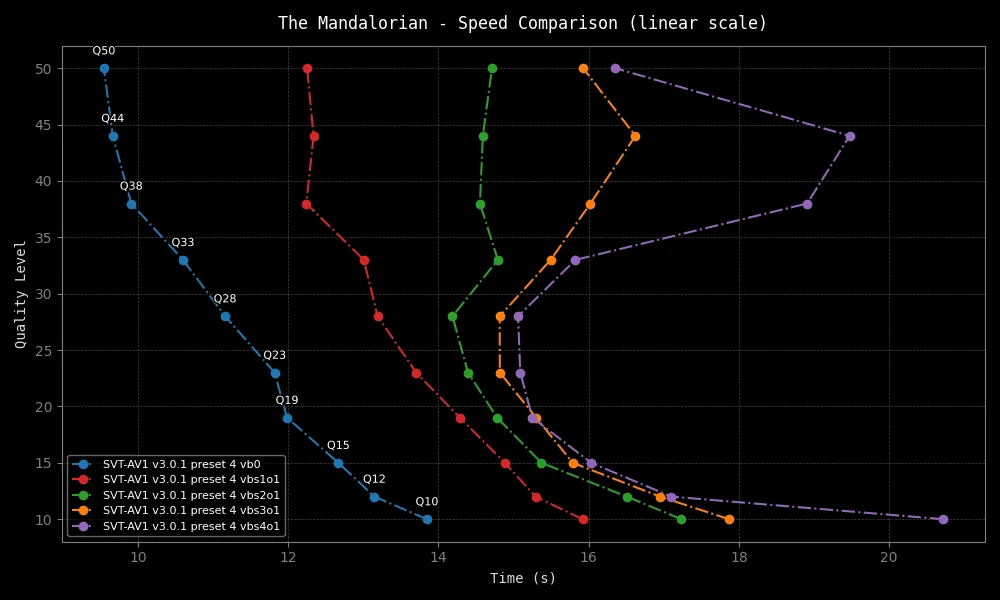 The Mandalorian - Speed Comparison (linear scale)
Quality Level
50
45
40
35
30
25
20
15
10
Q50
Q44
Q38
Q33
Q28
Q23
Q19
Q15
Q12
Q10
SVT-AV1 v3.0.1 preset 4 vb0
SVT-AV1 v3.0.1 preset 4 vbs1o1
SVT-AV1 v3.0.1 preset 4 vbs2o1
SVT-AV1 v3.0.1 preset 4 vbs3o1
SVT-AV1 v3.0.1 preset 4 vbs4o1
10 12 14 16 18 20
Time (s)